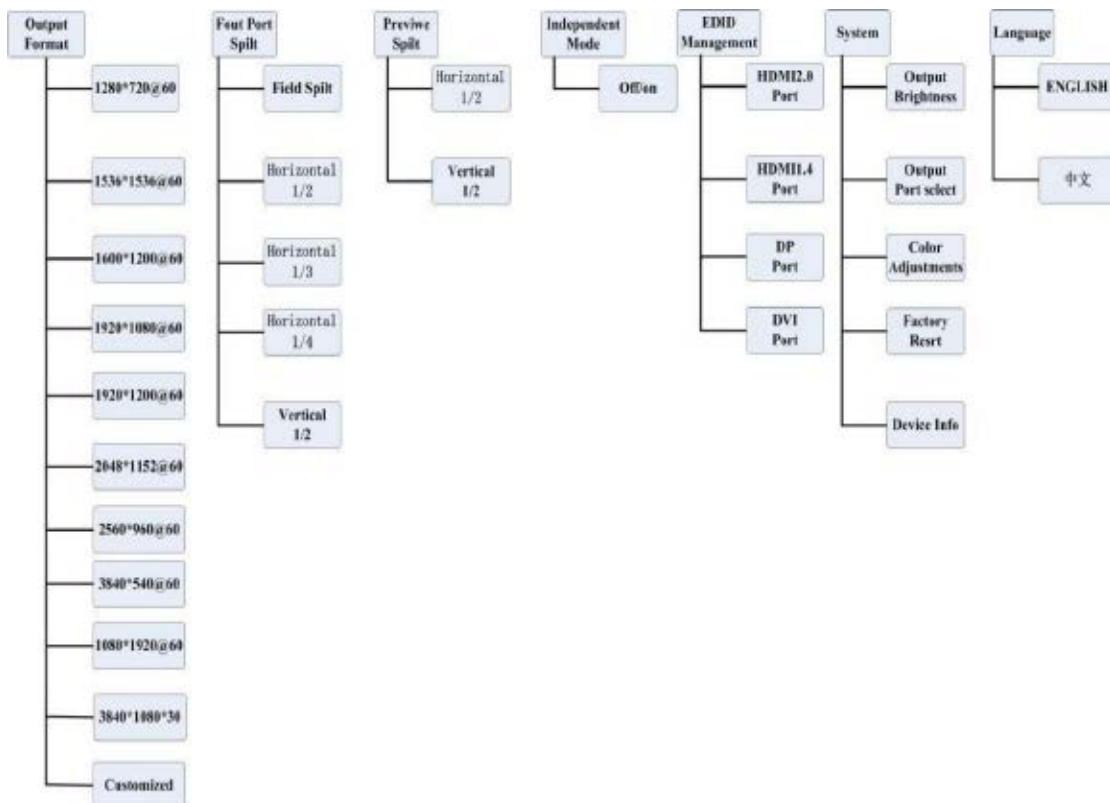 Output
Format
1280*720@60
1536*1536@60
1600*1200@60
1920*1080@60
1920*1200@60
2048*1152@60
2560*960@60
3840*540@60
1080*1920@60
3840*1080*30
Customized
Fout Port
Spilt
Field Spilt
Horizontal
1/2
Horizontal
1/3
Horizontal
1/4
Vertical
1/2
Previwe
Spilt
Horizontal
1/2
Vertical
1/2
Independent
Mode
Off/on
EDID
Management
HDMI2.0
Port
HDMI1.4
Port
DP
Port
DVI
Port
System
Output
Brightness
Output
Port select
Color
Adjustments
Factory
Resrt
Device Info
Language
ENGLISH
中文